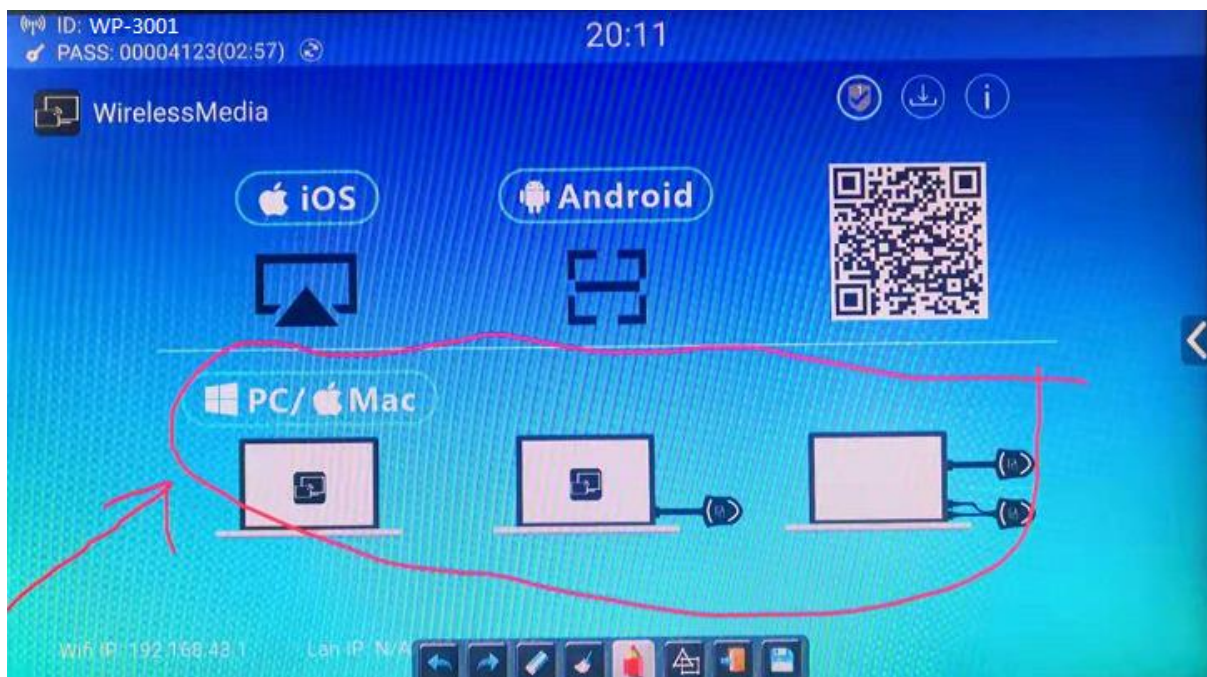 ID: WP-3001
20:11
PASS: 00004123(02:57)
WirelessMedia
iOS
Android
PC/ Mac
Wifi IP: 192.168.43.1 Lan IP: N/A